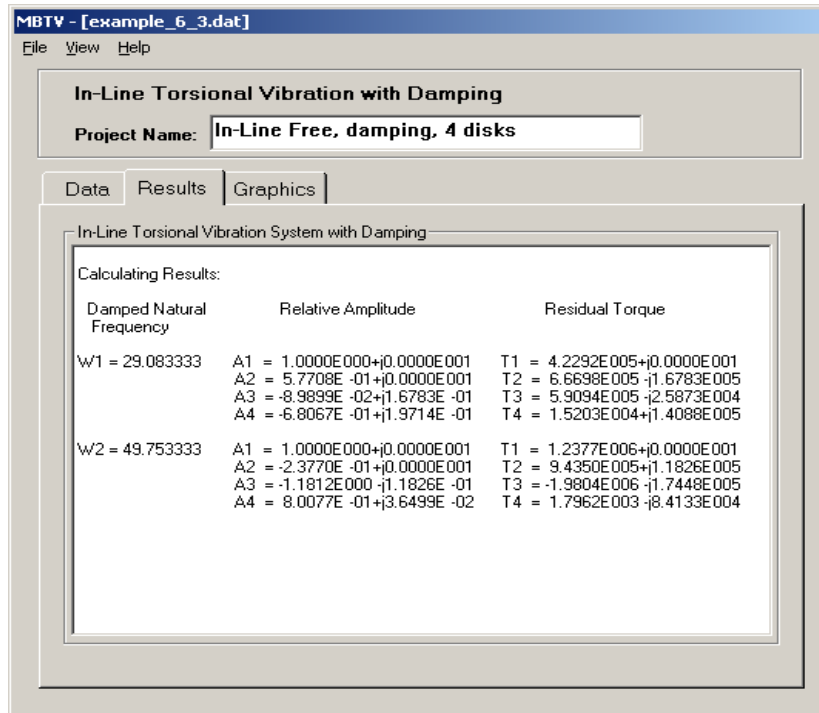 MBTV - [example_6_3.dat]
File View Help
In-Line Torsional Vibration with Damping
Project Name: In-Line Free, damping, 4 disks
Data Results Graphics
In-Line Torsional Vibration System with Damping
Calculating Results:
Damped Natural Frequency Relative Amplitude Residual Torque
W1 = 29.083333 A1 = 1.0000E000+j0.0000E001 T1 = 4.2292E005+j0.0000E001
A2 = 5.7708E -01+j0.0000E001 T2 = 6.6698E005 -j1.6783E005
A3 = -8.9899E -02+j1.6783E -01 T3 = 5.9094E005 -j2.5873E004
A4 = -6.8067E -01+j1.9714E -01 T4 = 1.5203E004+j1.4088E005
W2 = 49.753333 A1 = 1.0000E000+j0.0000E001 T1 = 1.2377E006+j0.0000E001
A2 = -2.3770E -01+j0.0000E001 T2 = 9.4350E005+j1.1826E005
A3 = -1.1812E000 -j1.1826E -01 T3 = -1.9804E006 -j1.7448E005
A4 = 8.0077E -01+j3.6499E -02 T4 = 1.7962E003 -j8.4133E004